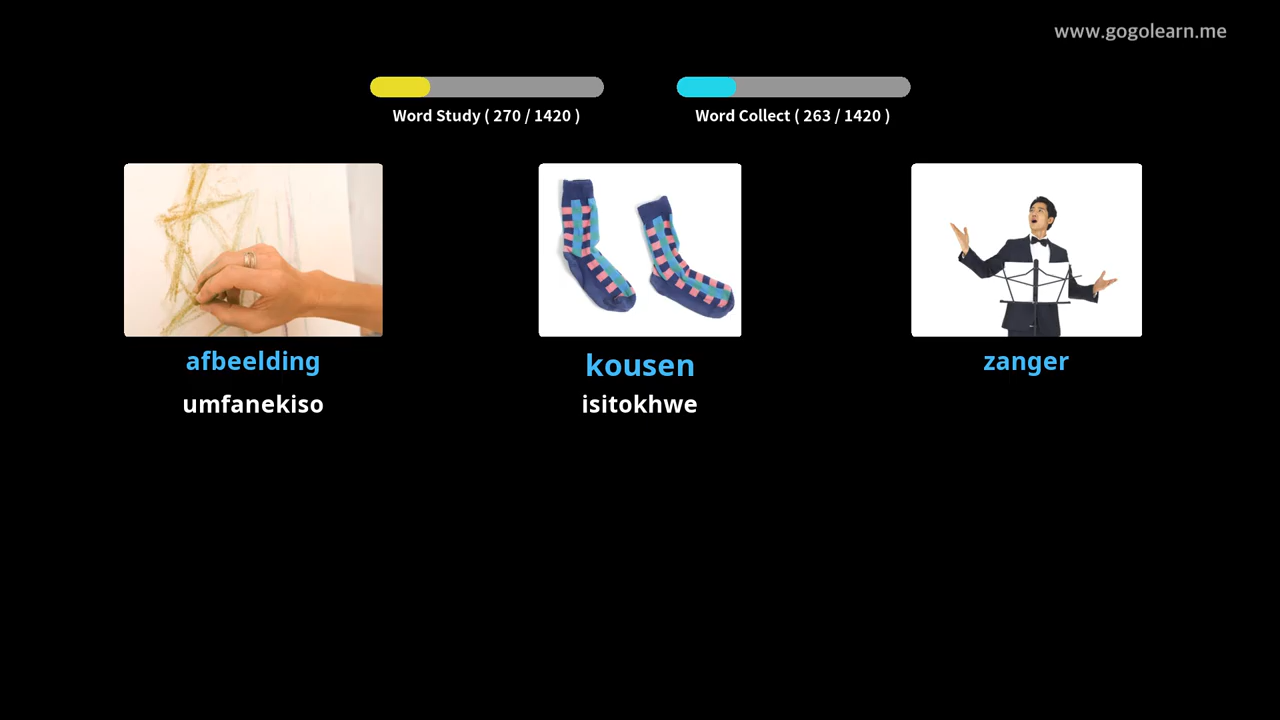 www.gogolearn.me
Word Study ( 270 / 1420 )
Word Collect ( 263 / 1420 )
afbeelding
umfanekiso
kousen
isitokhwe
zanger